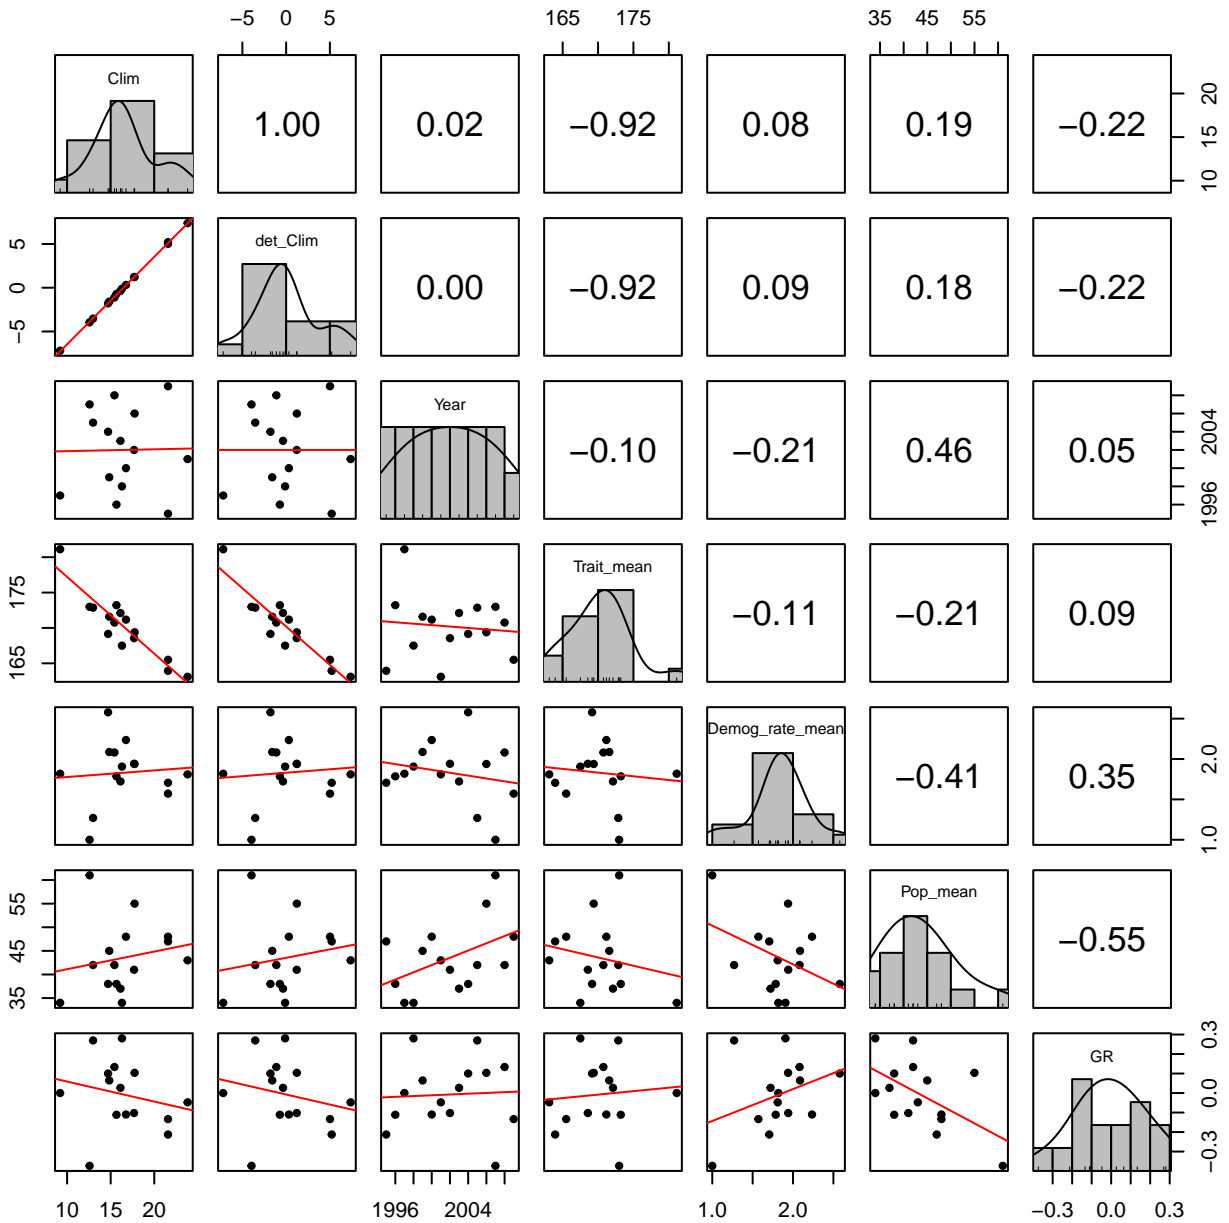 −5 0 5 165 175 35 45 55
Clim 1.00 0.02 −0.92 0.08 0.19 −0.22 10 15 20
−5 0 5 det_Clim 0.00 −0.92 0.09 0.18 −0.22
Year −0.10 −0.21 0.46 0.05 1996 2004
165 175 Trait_mean −0.11 −0.21 0.09
Demog_rate_mean −0.41 0.35 1.0 2.0
35 45 55 Pop_mean −0.55
GR −0.3 0.0 0.3
10 15 20 1996 2004 1.0 2.0 −0.3 0.0 0.3